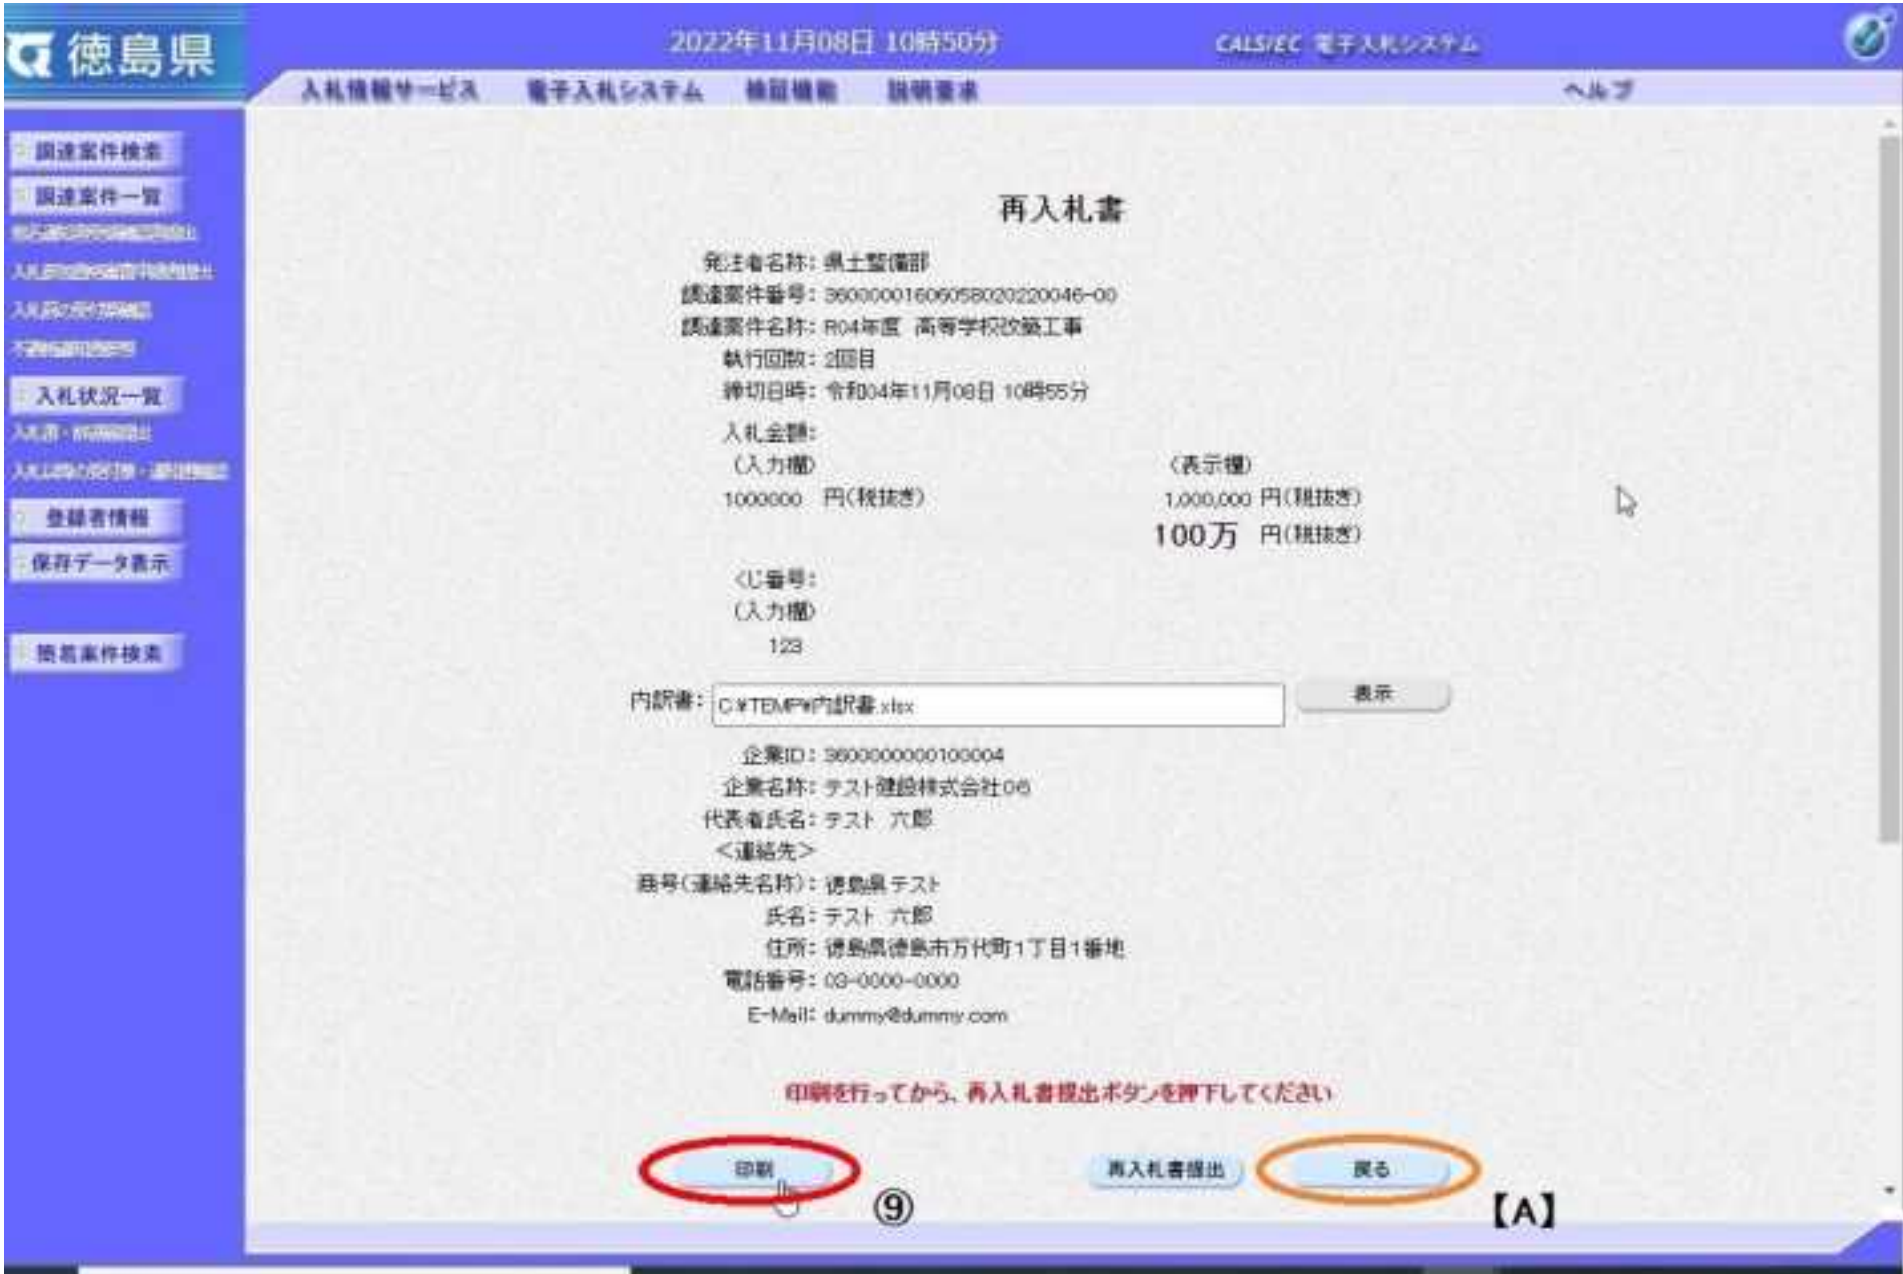 徳島県
2022年11月08日 10時50分
CALS/EC 電子入札システム
入札情報サービス 電子入札システム 検証機能 説明要求 ヘルプ
調達案件検索
調達案件一覧
入札状況一覧
登録者情報
保存データ表示
簡易案件検索
再入札書
発注者名称：県土整備部
調達案件番号：36000001606058020220046-00
調達案件名称：R04年度 高等学校改築工事
執行回数：2回目
締切日時：令和04年11月08日 10時55分
入札金額：
（入力欄） （表示欄）
1000000 円（税抜き） 1,000,000 円（税抜き）
100万 円（税抜き）
くじ番号：
（入力欄）
123
内訳書： C:¥TEMP¥内訳書.xlsx 表示
企業ID：3600000000100004
企業名称：テスト建設株式会社06
代表者氏名：テスト 六郎
＜連絡先＞
商号（連絡先名称）：徳島県テスト
氏名：テスト 六郎
住所：徳島県徳島市万代町1丁目1番地
電話番号：03-0000-0000
E-Mail：dummy@dummy.com
印刷を行ってから、再入札書提出ボタンを押下してください
印刷 再入札書提出 戻る
⑨ 【A】